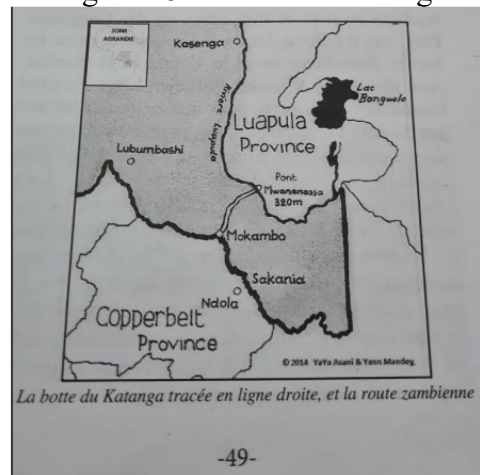 ZONE
AGRANDIE
Kasenga
Rivière Luapula
Lac
Bangwelo
Luapula
Province
Lubumbashi
Pont
Mwananassa
320m
Mokambo
Sakania
Ndola
Copperbelt
Province
© 2014 YaYa Asani & Yann Mandey.
La botte du Katanga tracée en ligne droite, et la route zambienne
-49-